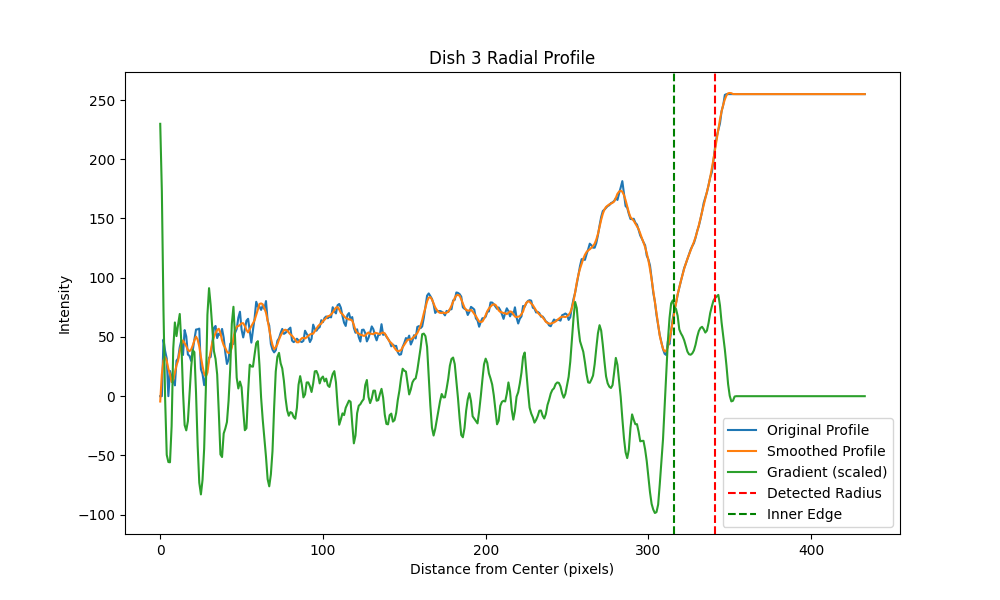 Dish 3 Radial Profile
Intensity
250
200
150
100
50
0
−50
−100
0
100
200
300
400
Distance from Center (pixels)
Original Profile
Smoothed Profile
Gradient (scaled)
Detected Radius
Inner Edge